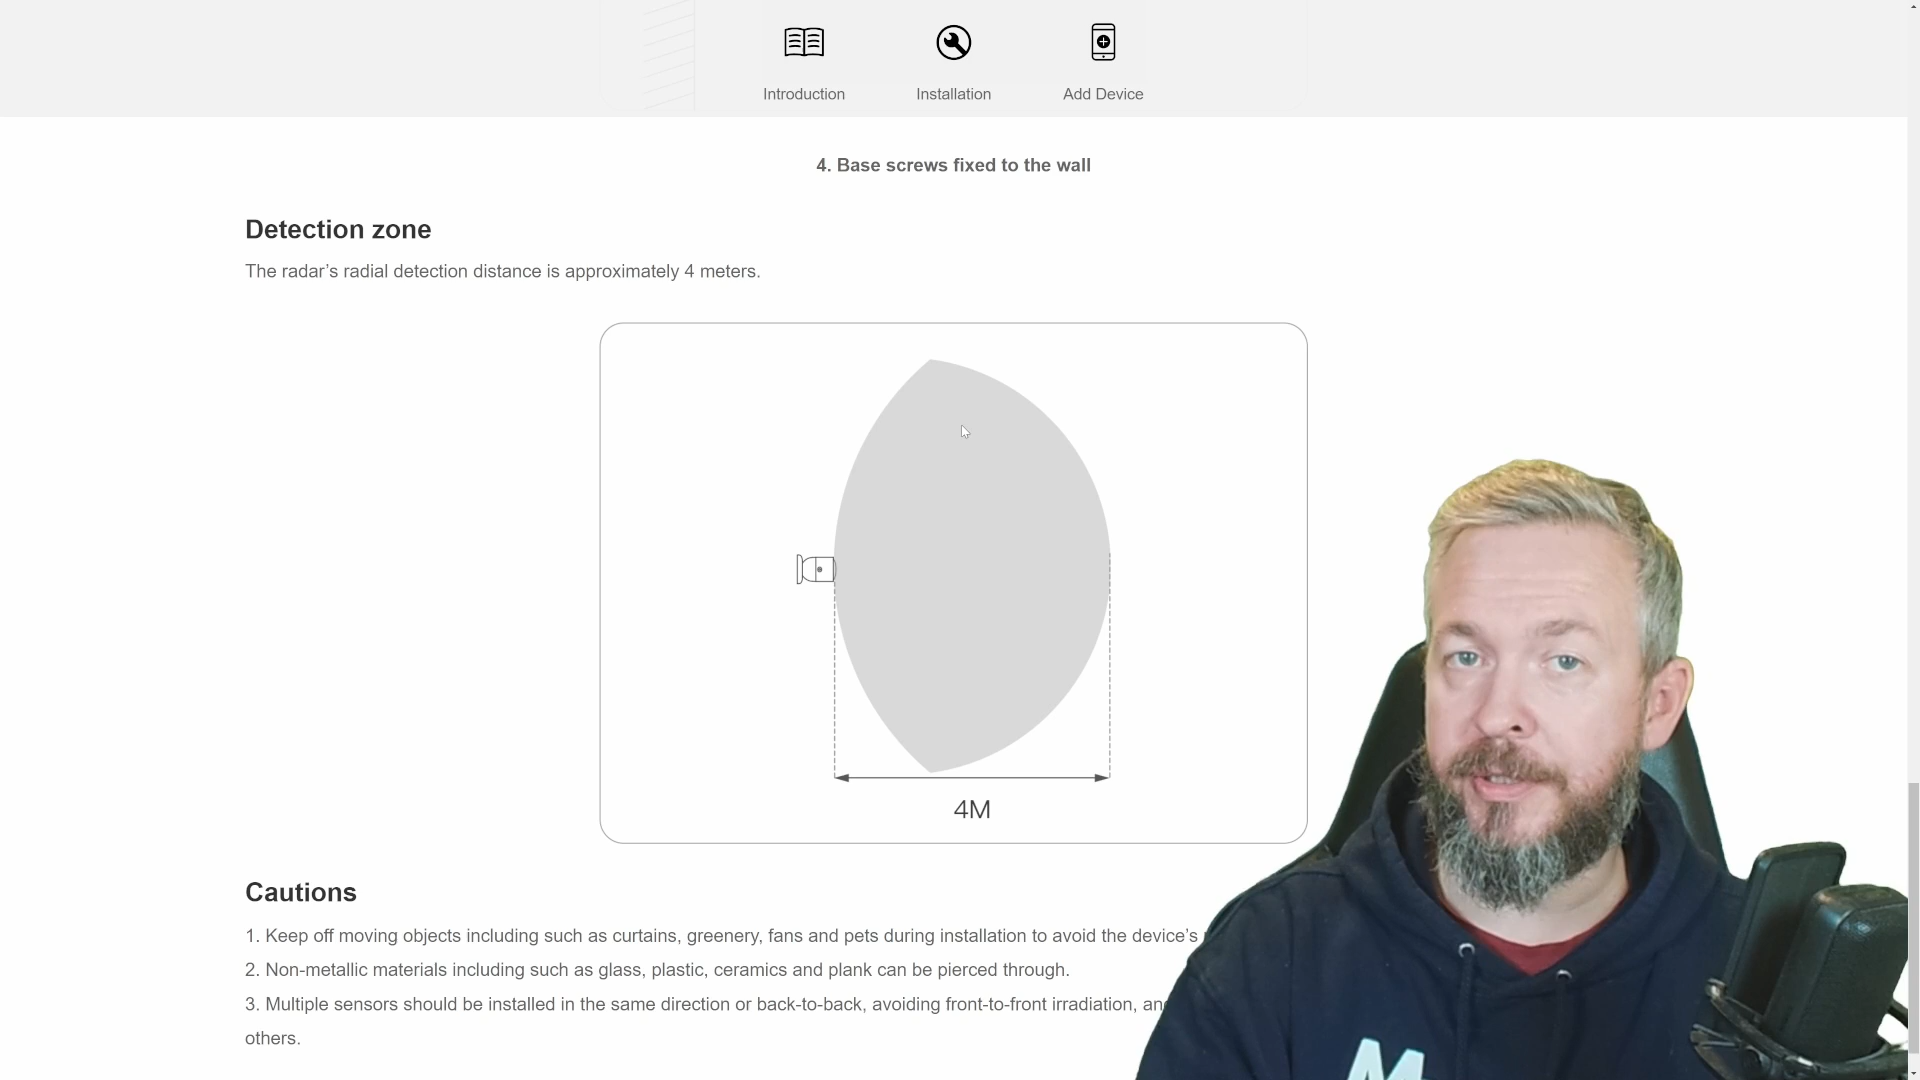 Introduction
Installation
Add Device
4. Base screws fixed to the wall
Detection zone
The radar’s radial detection distance is approximately 4 meters.
4M
Cautions
1. Keep off moving objects including such as curtains, greenery, fans and pets during installation to avoid the device’s
2. Non-metallic materials including such as glass, plastic, ceramics and plank can be pierced through.
3. Multiple sensors should be installed in the same direction or back-to-back, avoiding front-to-front irradiation,
others.
M